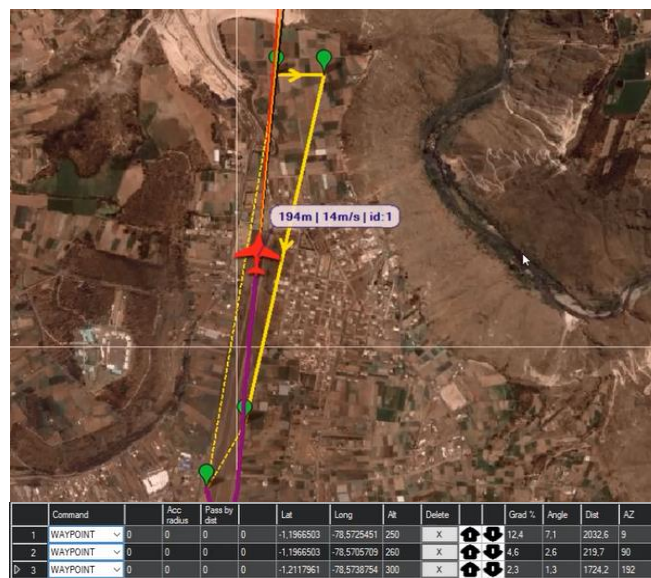 194m | 14m/s | id:1
Command Acc radius Pass by dist Lat Long Alt Delete Grad % Angle Dist AZ
1 WAYPOINT 0 0 0 0 -1,1966503 -78,5725451 250 X 12,4 7,1 2032,6 9
2 WAYPOINT 0 0 0 0 -1,1966503 -78,5705709 260 X 4,6 2,6 219,7 90
3 WAYPOINT 0 0 0 0 -1,2117961 -78,5738754 300 X 2,3 1,3 1724,2 192